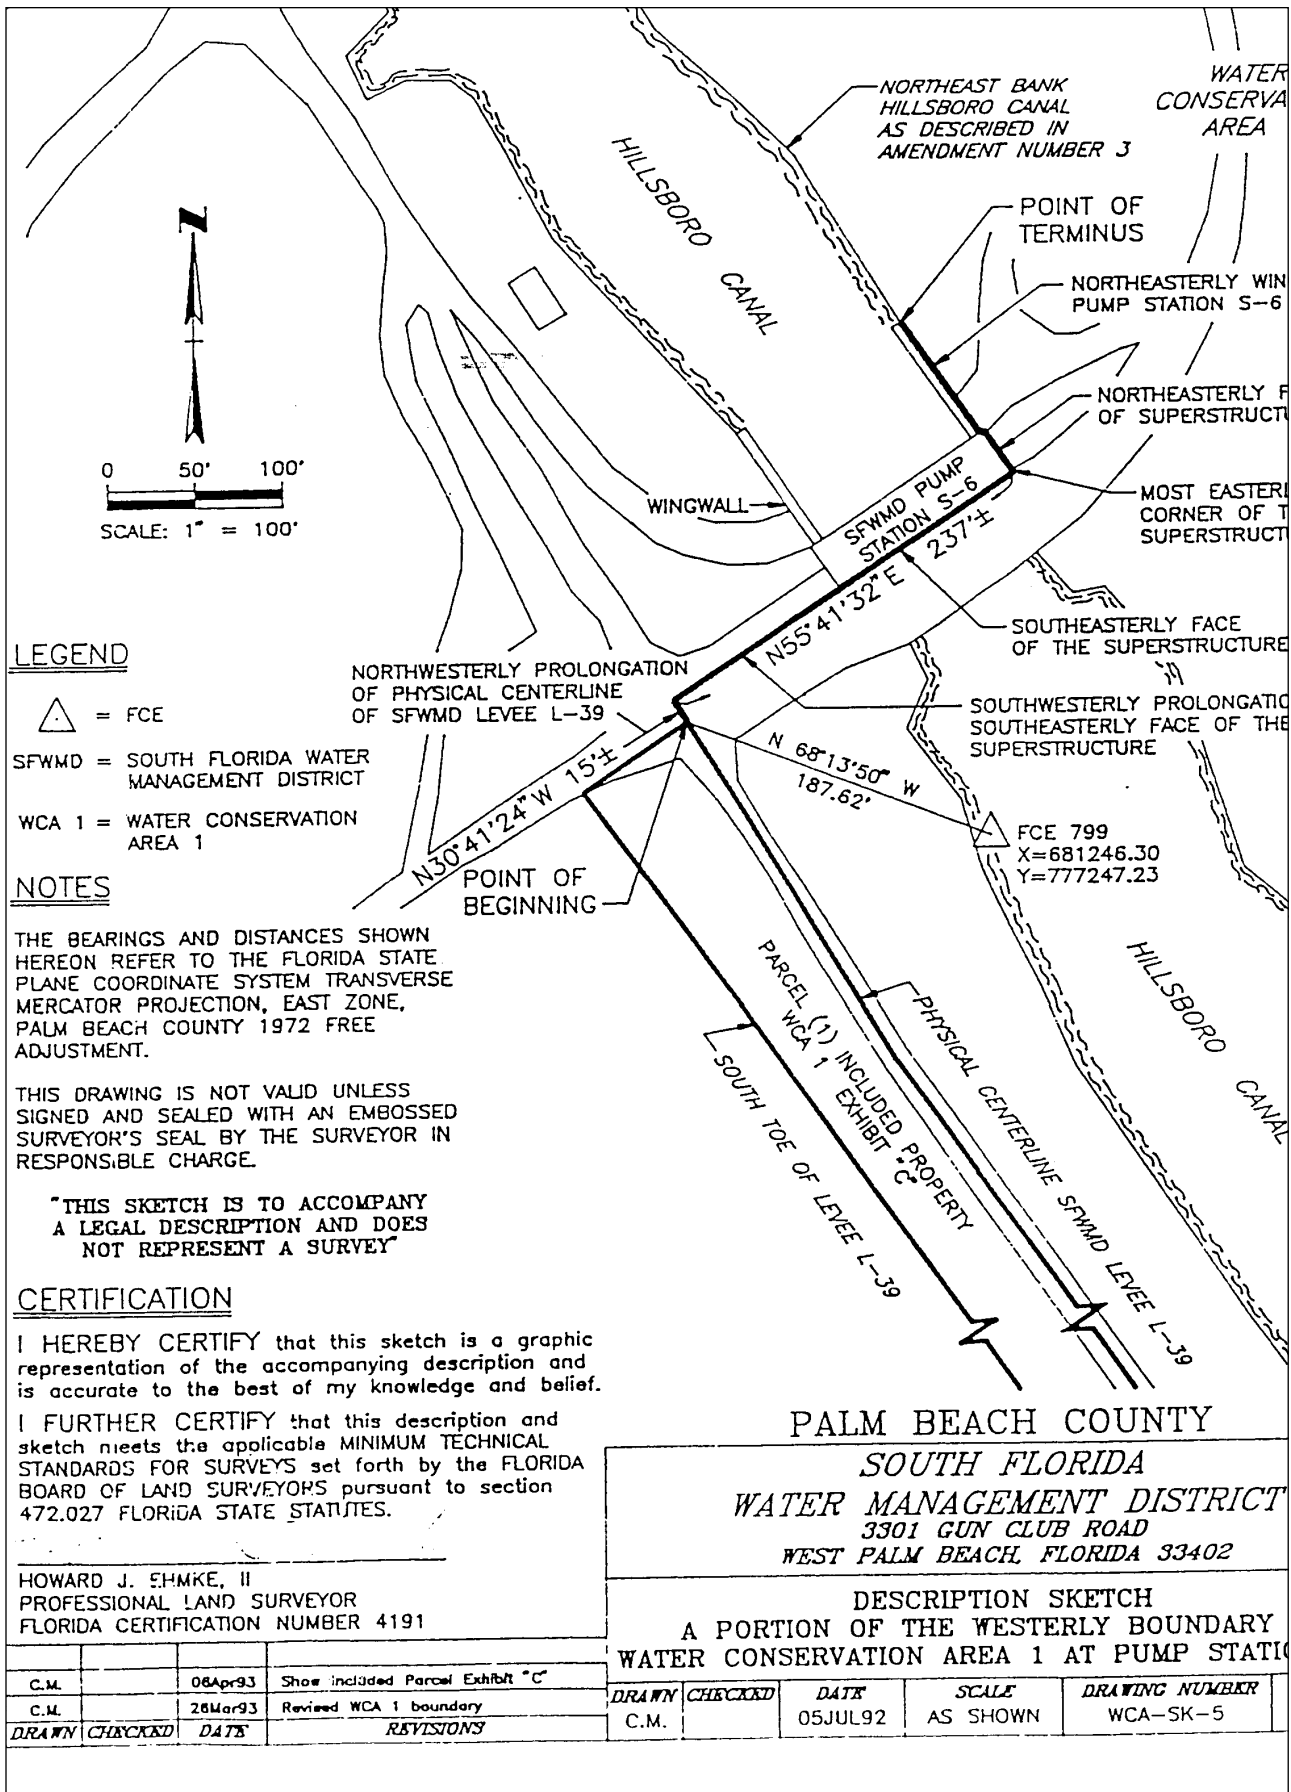 WATER
CONSERVA
AREA
NORTHEAST BANK
HILLSBORO CANAL
AS DESCRIBED IN
AMENDMENT NUMBER 3
HILLSBORO CANAL
POINT OF
TERMINUS
NORTHEASTERLY WIN
PUMP STATION S-6
N
NORTHEASTERLY F
OF SUPERSTRUCTU
0 50' 100'
SCALE: 1" = 100'
WINGWALL
SFWMD PUMP
STATION S-6
MOST EASTERL
CORNER OF T
SUPERSTRUCTU
N55°41'32"E 237'±
SOUTHEASTERLY FACE
OF THE SUPERSTRUCTURE
LEGEND
NORTHWESTERLY PROLONGATION
OF PHYSICAL CENTERLINE
OF SFWMD LEVEE L-39
= FCE
SOUTHWESTERLY PROLONGATIO
SOUTHEASTERLY FACE OF THE
SUPERSTRUCTURE
SFWMD = SOUTH FLORIDA WATER
MANAGEMENT DISTRICT
N 68°13'50" W
187.62'
WCA 1 = WATER CONSERVATION
AREA 1
N30°41'24"W 15'±
FCE 799
X=681246.30
Y=777247.23
POINT OF
BEGINNING
NOTES
THE BEARINGS AND DISTANCES SHOWN
HEREON REFER TO THE FLORIDA STATE
PLANE COORDINATE SYSTEM TRANSVERSE
MERCATOR PROJECTION, EAST ZONE,
PALM BEACH COUNTY 1972 FREE
ADJUSTMENT.
HILLSBORO CANAL
PARCEL (1) INCLUDED PROPERTY
WCA 1 EXHIBIT "C"
PHYSICAL CENTERLINE SFWMD LEVEE L-39
SOUTH TOE OF LEVEE L-39
THIS DRAWING IS NOT VALID UNLESS
SIGNED AND SEALED WITH AN EMBOSSED
SURVEYOR'S SEAL BY THE SURVEYOR IN
RESPONSIBLE CHARGE.
"THIS SKETCH IS TO ACCOMPANY
A LEGAL DESCRIPTION AND DOES
NOT REPRESENT A SURVEY"
CERTIFICATION
I HEREBY CERTIFY that this sketch is a graphic
representation of the accompanying description and
is accurate to the best of my knowledge and belief.
I FURTHER CERTIFY that this description and
sketch meets the applicable MINIMUM TECHNICAL
STANDARDS FOR SURVEYS set forth by the FLORIDA
BOARD OF LAND SURVEYORS pursuant to section
472.027 FLORIDA STATE STATUTES.
HOWARD J. EHMKE, II
PROFESSIONAL LAND SURVEYOR
FLORIDA CERTIFICATION NUMBER 4191
C.M. 06Apr93 Show included Parcel Exhibit "C"
C.M. 26Mar93 Revised WCA 1 boundary
DRAWN CHECKED DATE REVISIONS
PALM BEACH COUNTY
SOUTH FLORIDA
WATER MANAGEMENT DISTRICT
3301 GUN CLUB ROAD
WEST PALM BEACH, FLORIDA 33402
DESCRIPTION SKETCH
A PORTION OF THE WESTERLY BOUNDARY
WATER CONSERVATION AREA 1 AT PUMP STATIO
DRAWN CHECKED DATE SCALE DRAWING NUMBER
C.M. 05JUL92 AS SHOWN WCA-SK-5